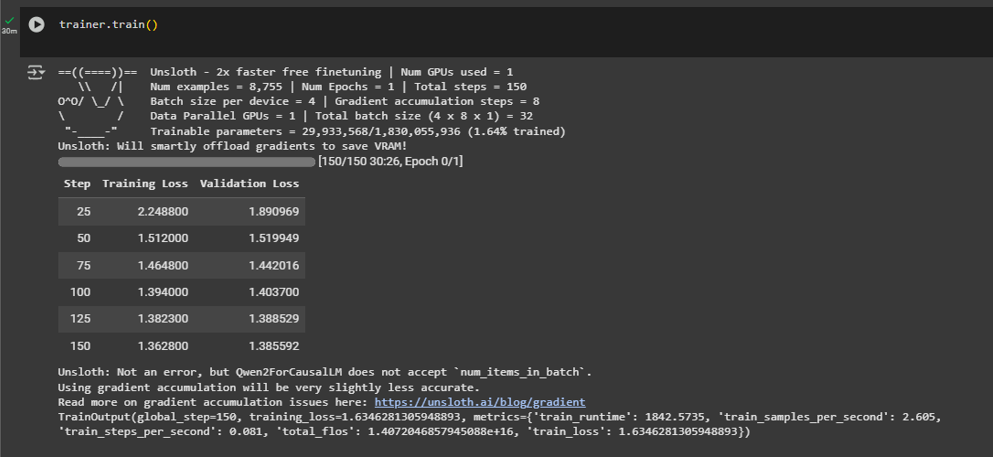 30m
trainer.train()
==((====))==  Unsloth - 2x faster free finetuning | Num GPUs used = 1
   \\   /|    Num examples = 8,755 | Num Epochs = 1 | Total steps = 150
O^O/ \_/ \    Batch size per device = 4 | Gradient accumulation steps = 8
\        /    Data Parallel GPUs = 1 | Total batch size (4 x 8 x 1) = 32
 "-____-"     Trainable parameters = 29,933,568/1,830,055,936 (1.64% trained)
Unsloth: Will smartly offload gradients to save VRAM!
[150/150 30:26, Epoch 0/1]
Step Training Loss Validation Loss
25 2.248800 1.890969
50 1.512000 1.519949
75 1.464800 1.442016
100 1.394000 1.403700
125 1.382300 1.388529
150 1.362800 1.385592
Unsloth: Not an error, but Qwen2ForCausalLM does not accept `num_items_in_batch`.
Using gradient accumulation will be very slightly less accurate.
Read more on gradient accumulation issues here: https://unsloth.ai/blog/gradient
TrainOutput(global_step=150, training_loss=1.6346281305948893, metrics={'train_runtime': 1842.5735, 'train_samples_per_second': 2.605,
'train_steps_per_second': 0.081, 'total_flos': 1.4072046857945088e+16, 'train_loss': 1.6346281305948893})